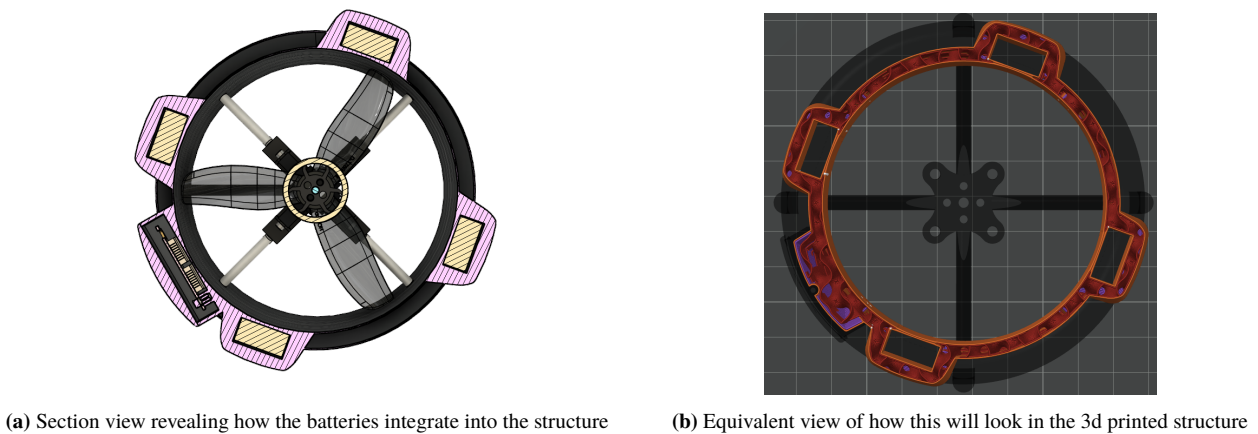 (a) Section view revealing how the batteries integrate into the structure
(b) Equivalent view of how this will look in the 3d printed structure